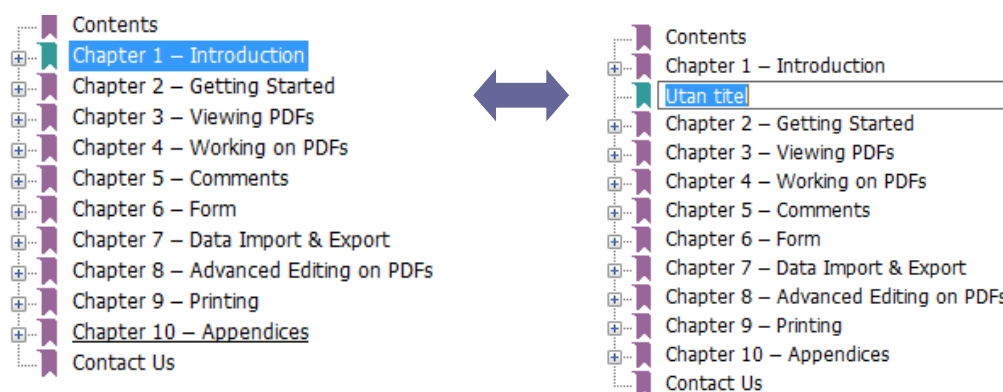 Contents
Chapter 1 – Introduction
Chapter 2 – Getting Started
Chapter 3 – Viewing PDFs
Chapter 4 – Working on PDFs
Chapter 5 – Comments
Chapter 6 – Form
Chapter 7 – Data Import & Export
Chapter 8 – Advanced Editing on PDFs
Chapter 9 – Printing
Chapter 10 – Appendices
Contact Us
Contents
Chapter 1 – Introduction
Utan titel
Chapter 2 – Getting Started
Chapter 3 – Viewing PDFs
Chapter 4 – Working on PDFs
Chapter 5 – Comments
Chapter 6 – Form
Chapter 7 – Data Import & Export
Chapter 8 – Advanced Editing on PDFs
Chapter 9 – Printing
Chapter 10 – Appendices
Contact Us